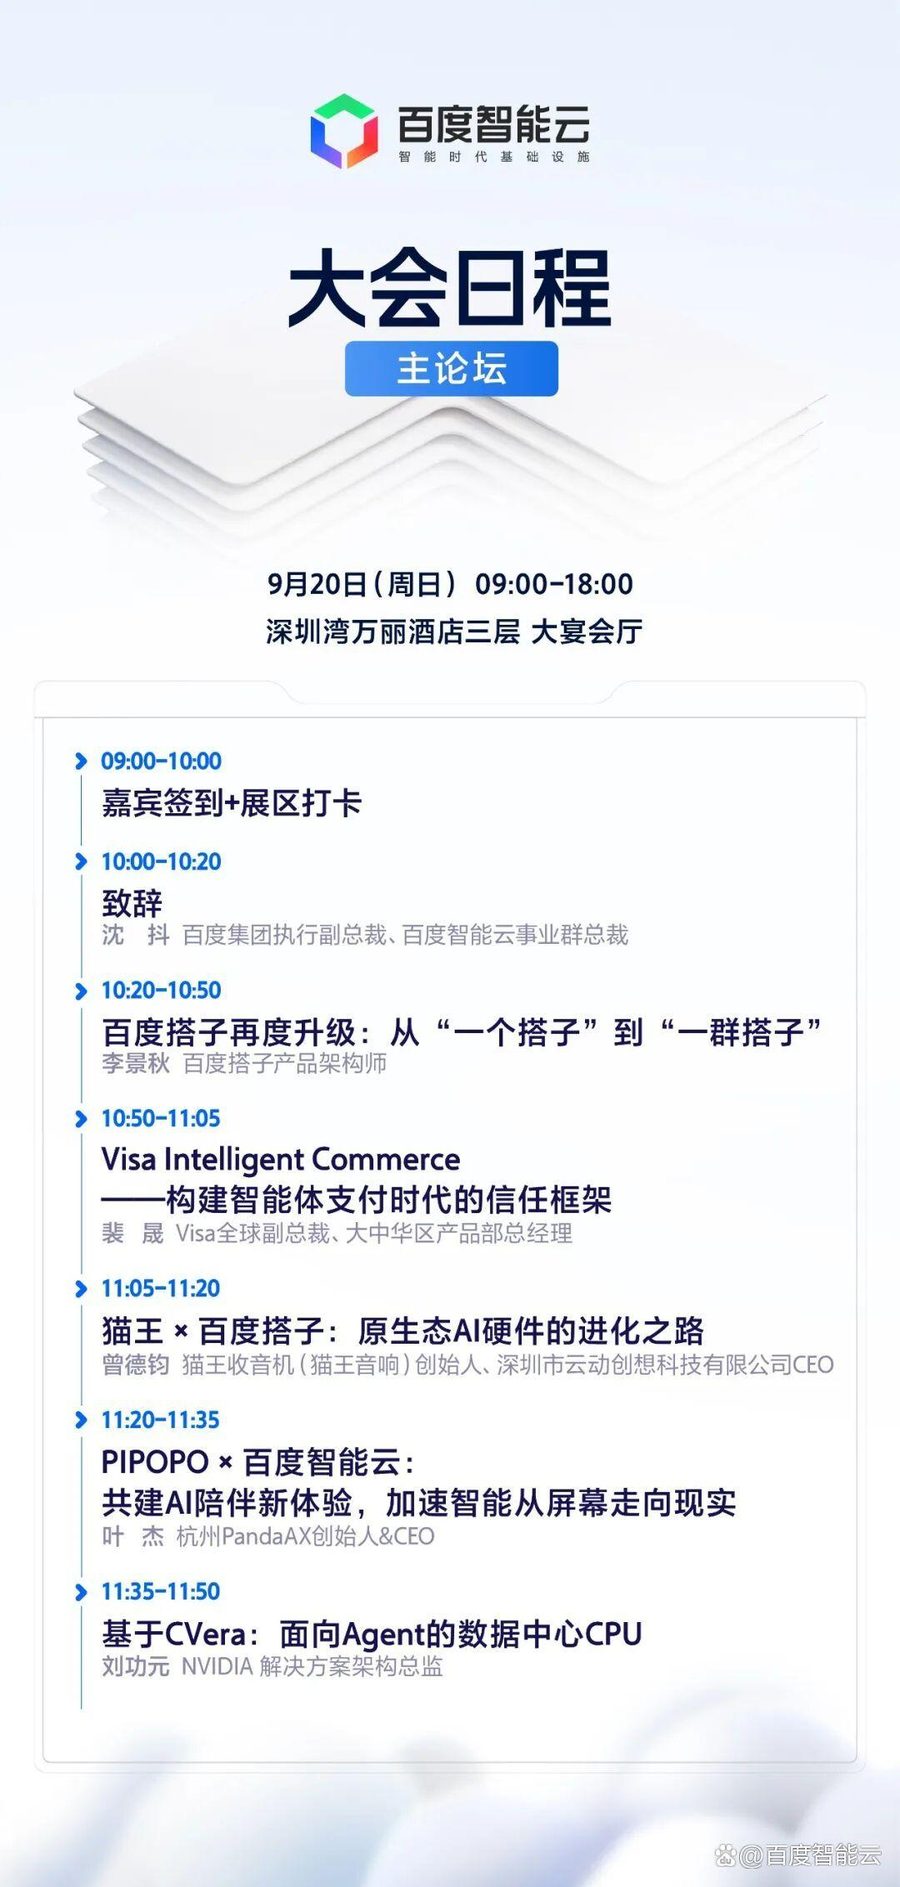 百度智能云
智能时代基础设施
大会日程
主论坛
9月20日(周日) 09:00-18:00
深圳湾万丽酒店三层 大宴会厅
09:00-10:00
嘉宾签到+展区打卡
10:00-10:20
致辞
沈 抖 百度集团执行副总裁、百度智能云事业群总裁
10:20-10:50
百度搭子再度升级：从“一个搭子”到“一群搭子”
李景秋 百度搭子产品架构师
10:50-11:05
Visa Intelligent Commerce
——构建智能体支付时代的信任框架
裴 晟 Visa全球副总裁、大中华区产品部总经理
11:05-11:20
猫王 × 百度搭子：原生态AI硬件的进化之路
曾德钧 猫王收音机(猫王音响)创始人、深圳市云动创想科技有限公司CEO
11:20-11:35
PIPOPO × 百度智能云：
共建AI陪伴新体验，加速智能从屏幕走向现实
叶 杰 杭州PandaAX创始人&CEO
11:35-11:50
基于CVera：面向Agent的数据中心CPU
刘功元 NVIDIA 解决方案架构总监
@百度智能云